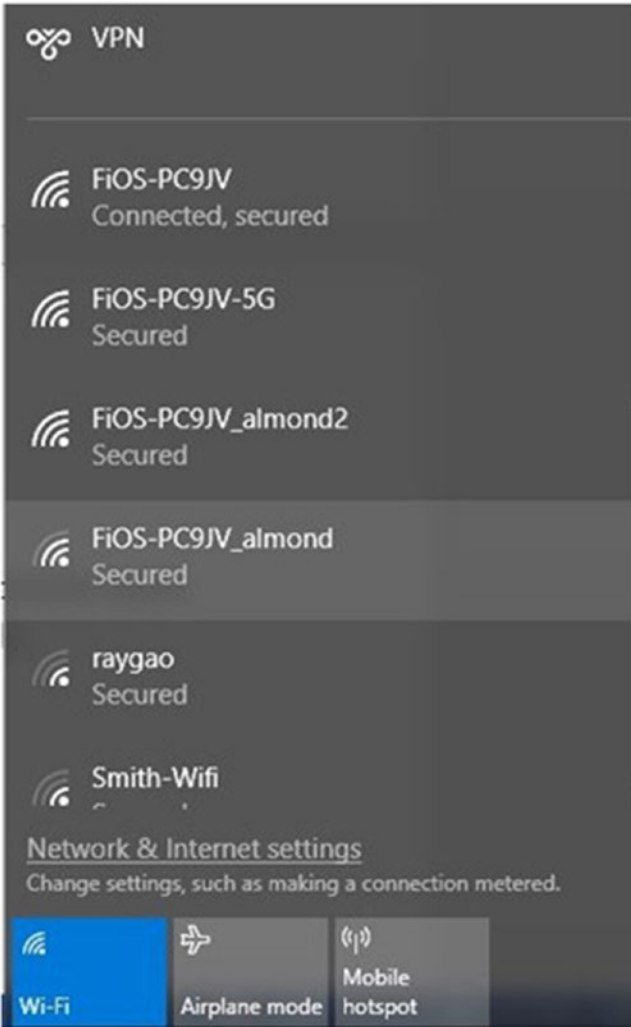 VPN
FiOS-PC9JV
Connected, secured
FiOS-PC9JV-5G
Secured
FiOS-PC9JV_almond2
Secured
FiOS-PC9JV_almond
Secured
raygao
Secured
Smith-Wifi
Network & Internet settings
Change settings, such as making a connection metered.
Wi-Fi
Airplane mode
Mobile
hotspot